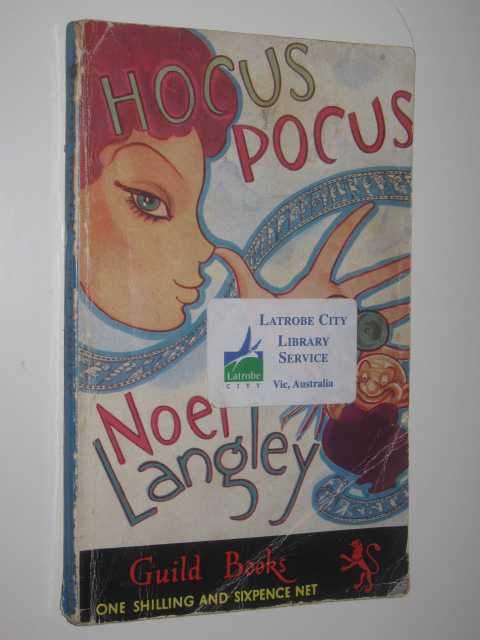 HOCUS
POCUS
LATROBE CITY
LIBRARY
SERVICE
Vic, Australia
Latrobe
CITY
Noel
Langley
Guild Books
ONE SHILLING AND SIXPENCE NET